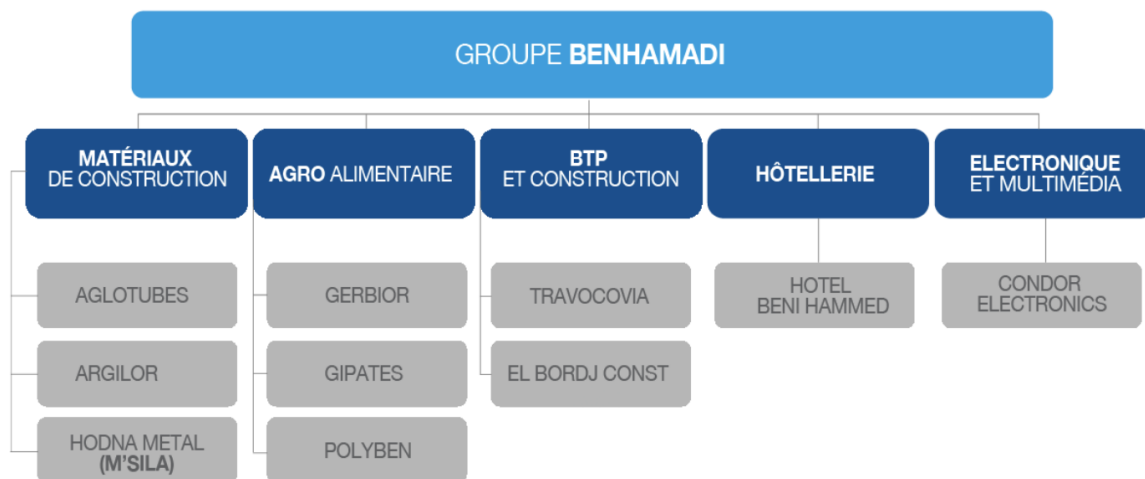 GROUPE BENHAMADI
MATÉRIAUX
DE CONSTRUCTION
AGRO ALIMENTAIRE
BTP
ET CONSTRUCTION
HÔTELLERIE
ELECTRONIQUE
ET MULTIMÉDIA
AGLOTUBES
GERBIOR
TRAVOCOVIA
HOTEL
BENI HAMMED
CONDOR
ELECTRONICS
ARGILOR
GIPATES
EL BORDJ CONST
HODNA METAL
(M'SILA)
POLYBEN